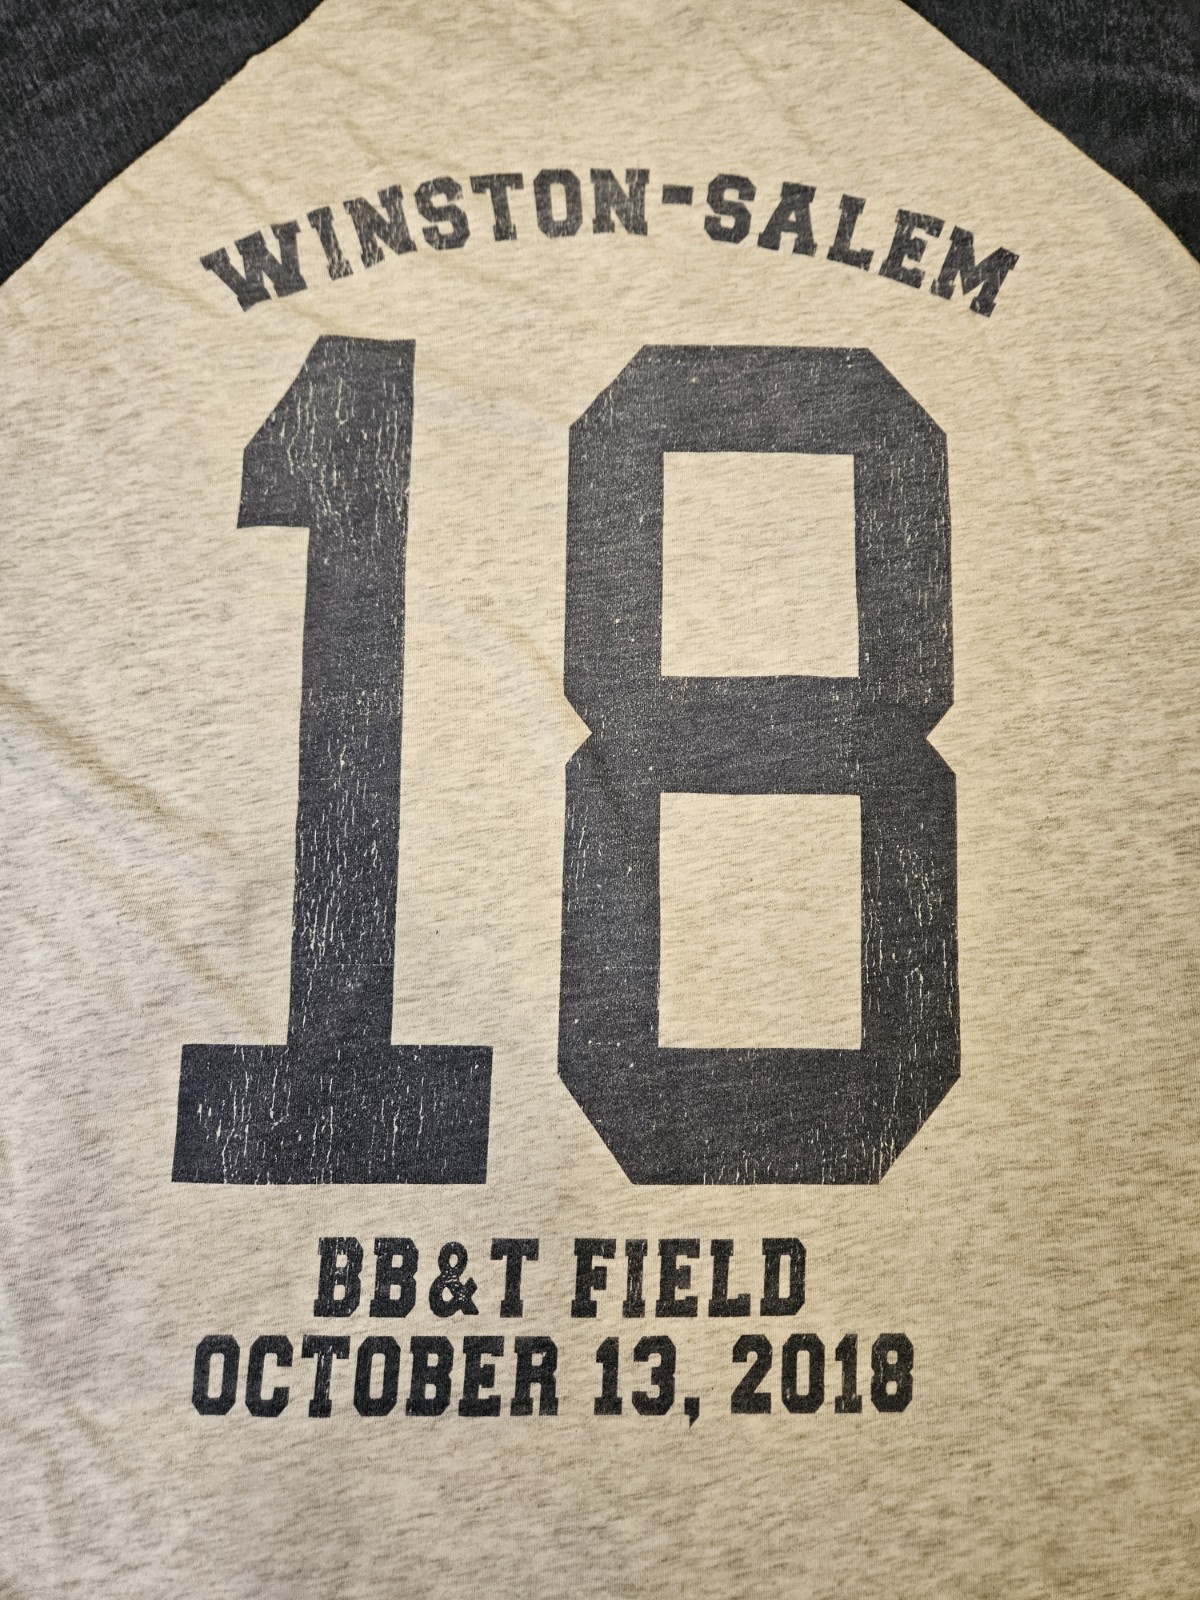 WINSTON-SALEM
18
BB&T FIELD
OCTOBER 13, 2018